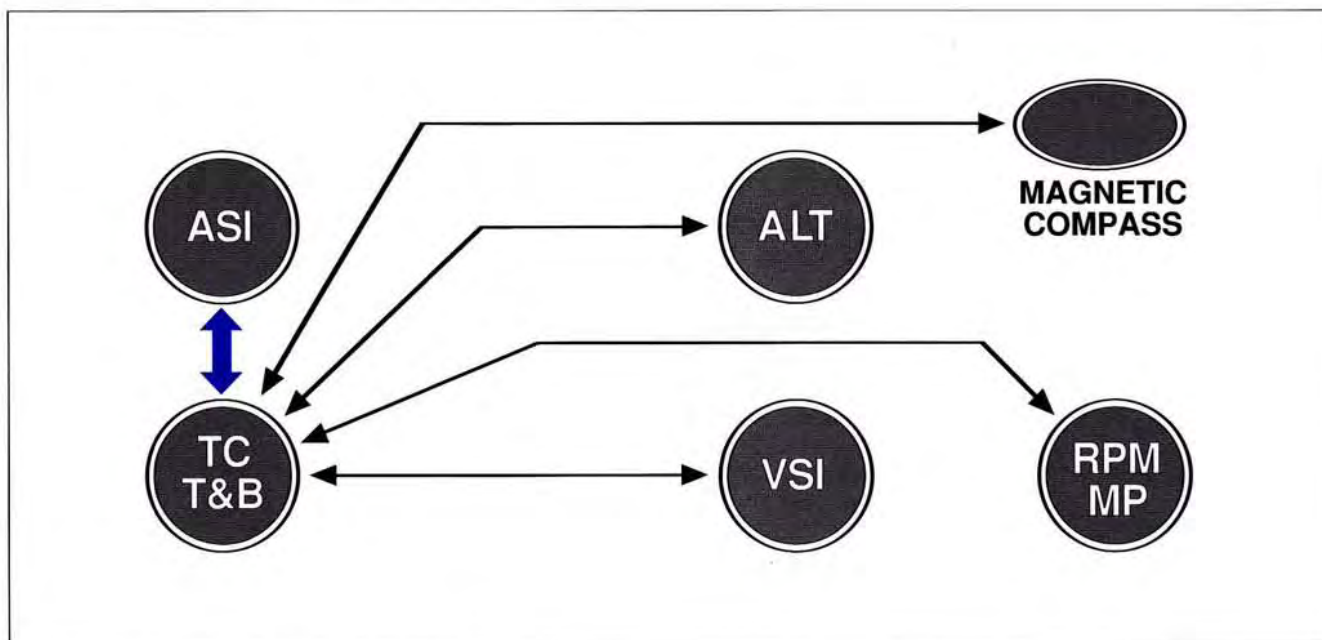 MAGNETIC
COMPASS
ASI
ALT
TC
T&B
VSI
RPM
MP